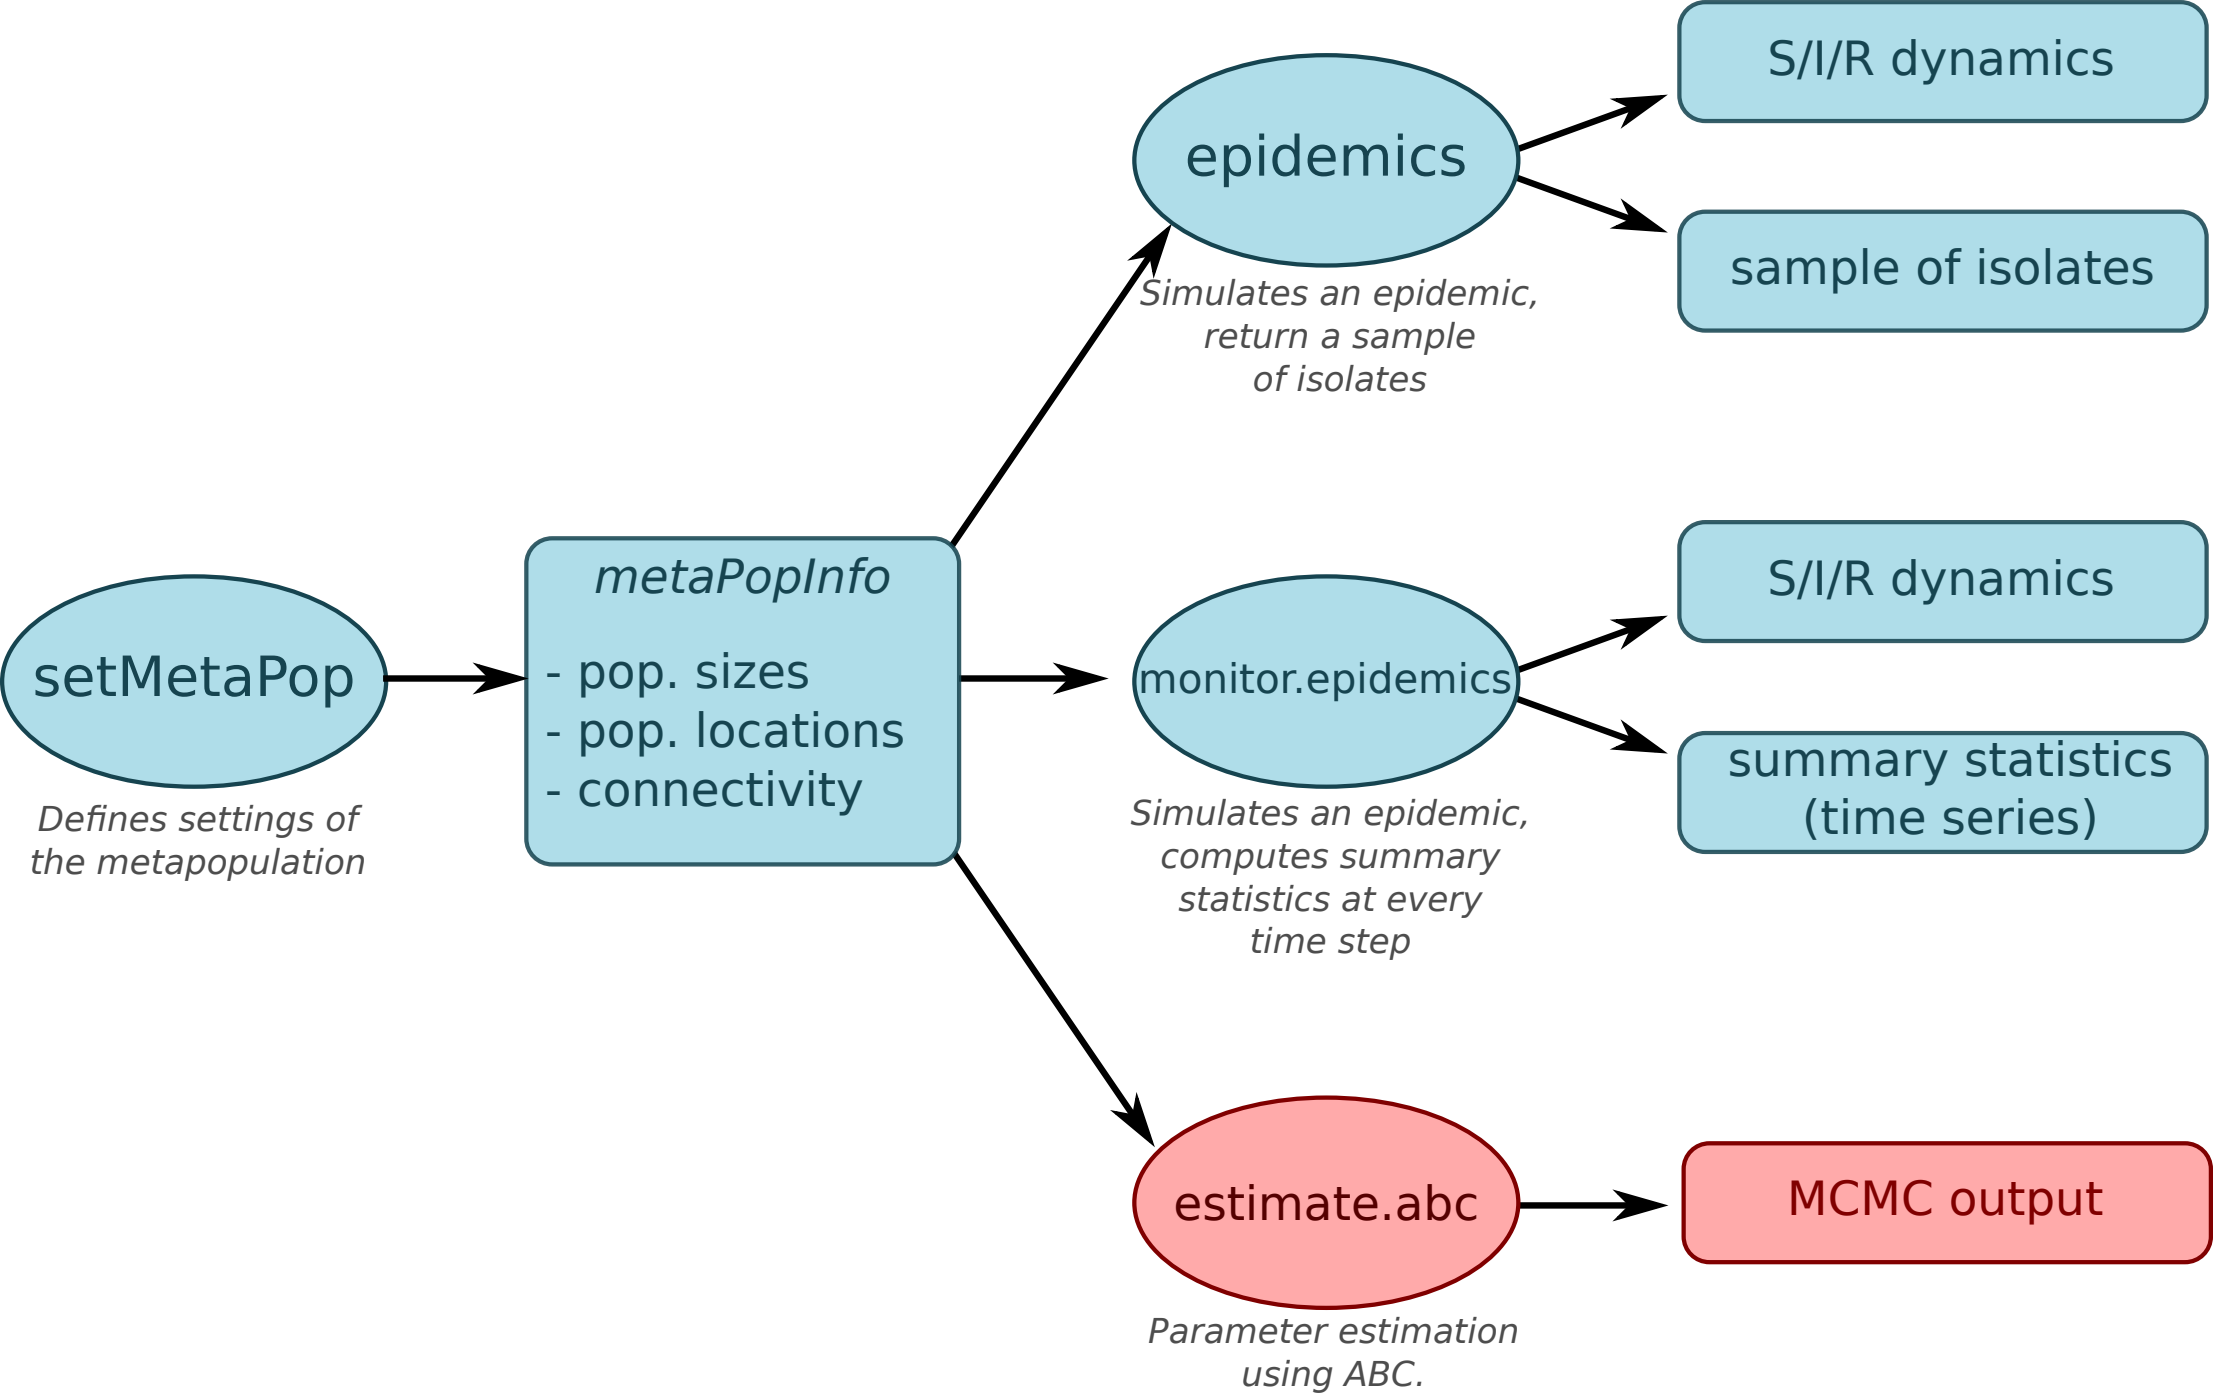 setMetaPop
Defines settings of
the metapopulation
metaPopInfo
- pop. sizes
- pop. locations
- connectivity
epidemics
Simulates an epidemic,
return a sample
of isolates
S/I/R dynamics
sample of isolates
monitor.epidemics
Simulates an epidemic,
computes summary
statistics at every
time step
S/I/R dynamics
summary statistics
(time series)
estimate.abc
Parameter estimation
using ABC.
MCMC output